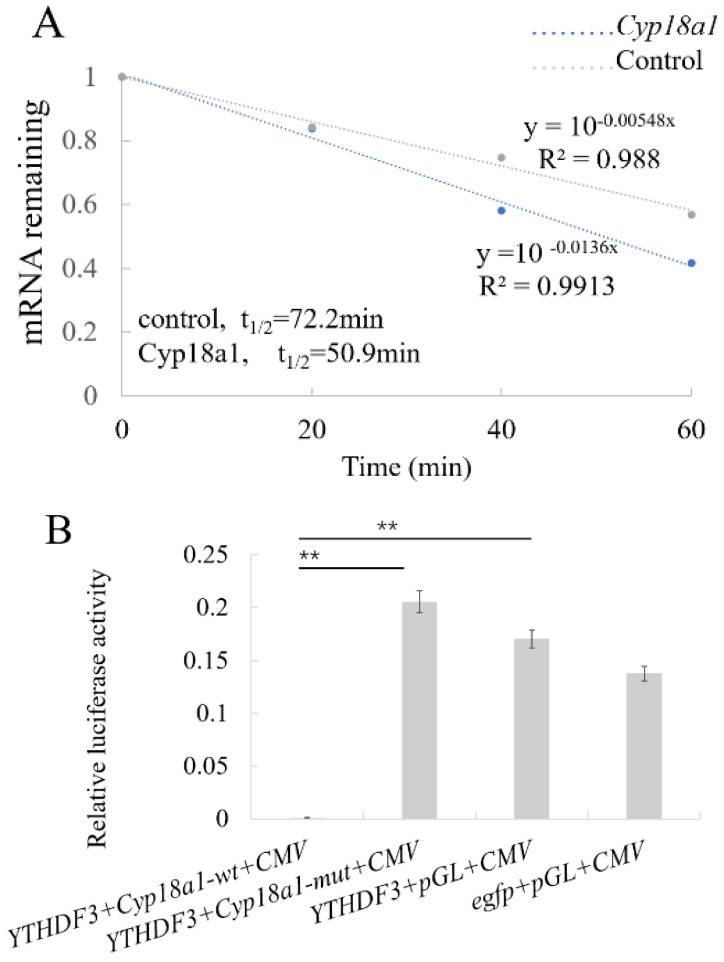 A
Cyp18a1
Control
1
0.8
0.6
0.4
0.2
0
mRNA remaining
y = 10-0.00548x
R² = 0.988
y =10 -0.0136x
R² = 0.9913
control, t1/2=72.2min
Cyp18a1, t1/2=50.9min
0 20 40 60
Time (min)
B
**
**
0.25
0.2
0.15
0.1
0.05
0
Relative luciferase activity
YTHDF3+Cyp18a1-wt+CMV
YTHDF3+Cyp18a1-mut+CMV
YTHDF3+pGL+CMV
egfp+pGL+CMV